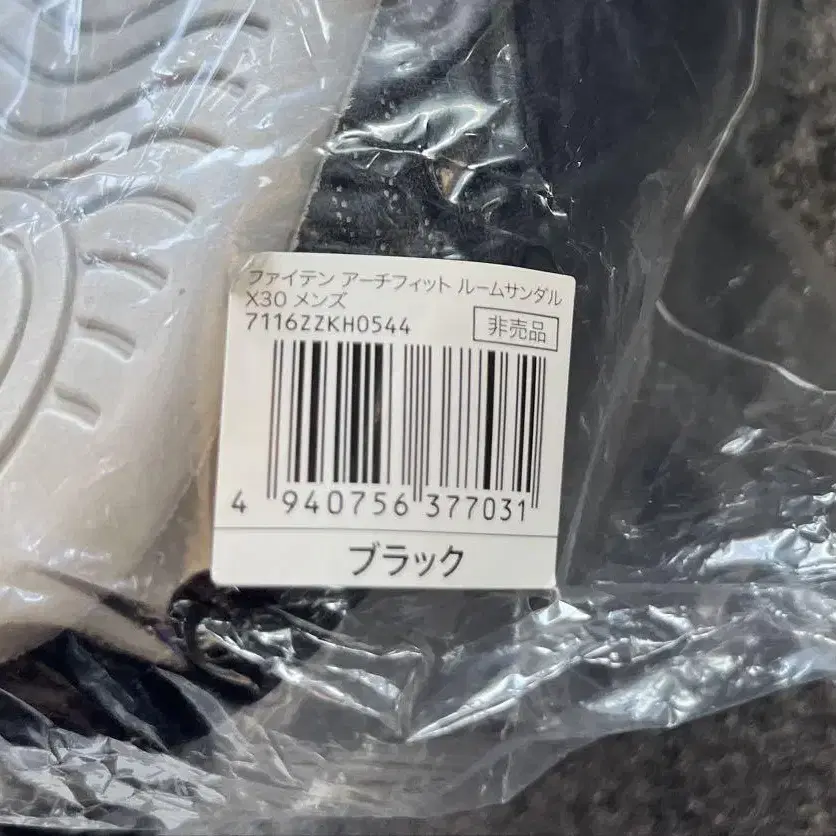 ファイテン アーチフィット ルームサンダル
X30 メンズ
7116ZZKH0544
非売品
4 940756 377031
ブラック